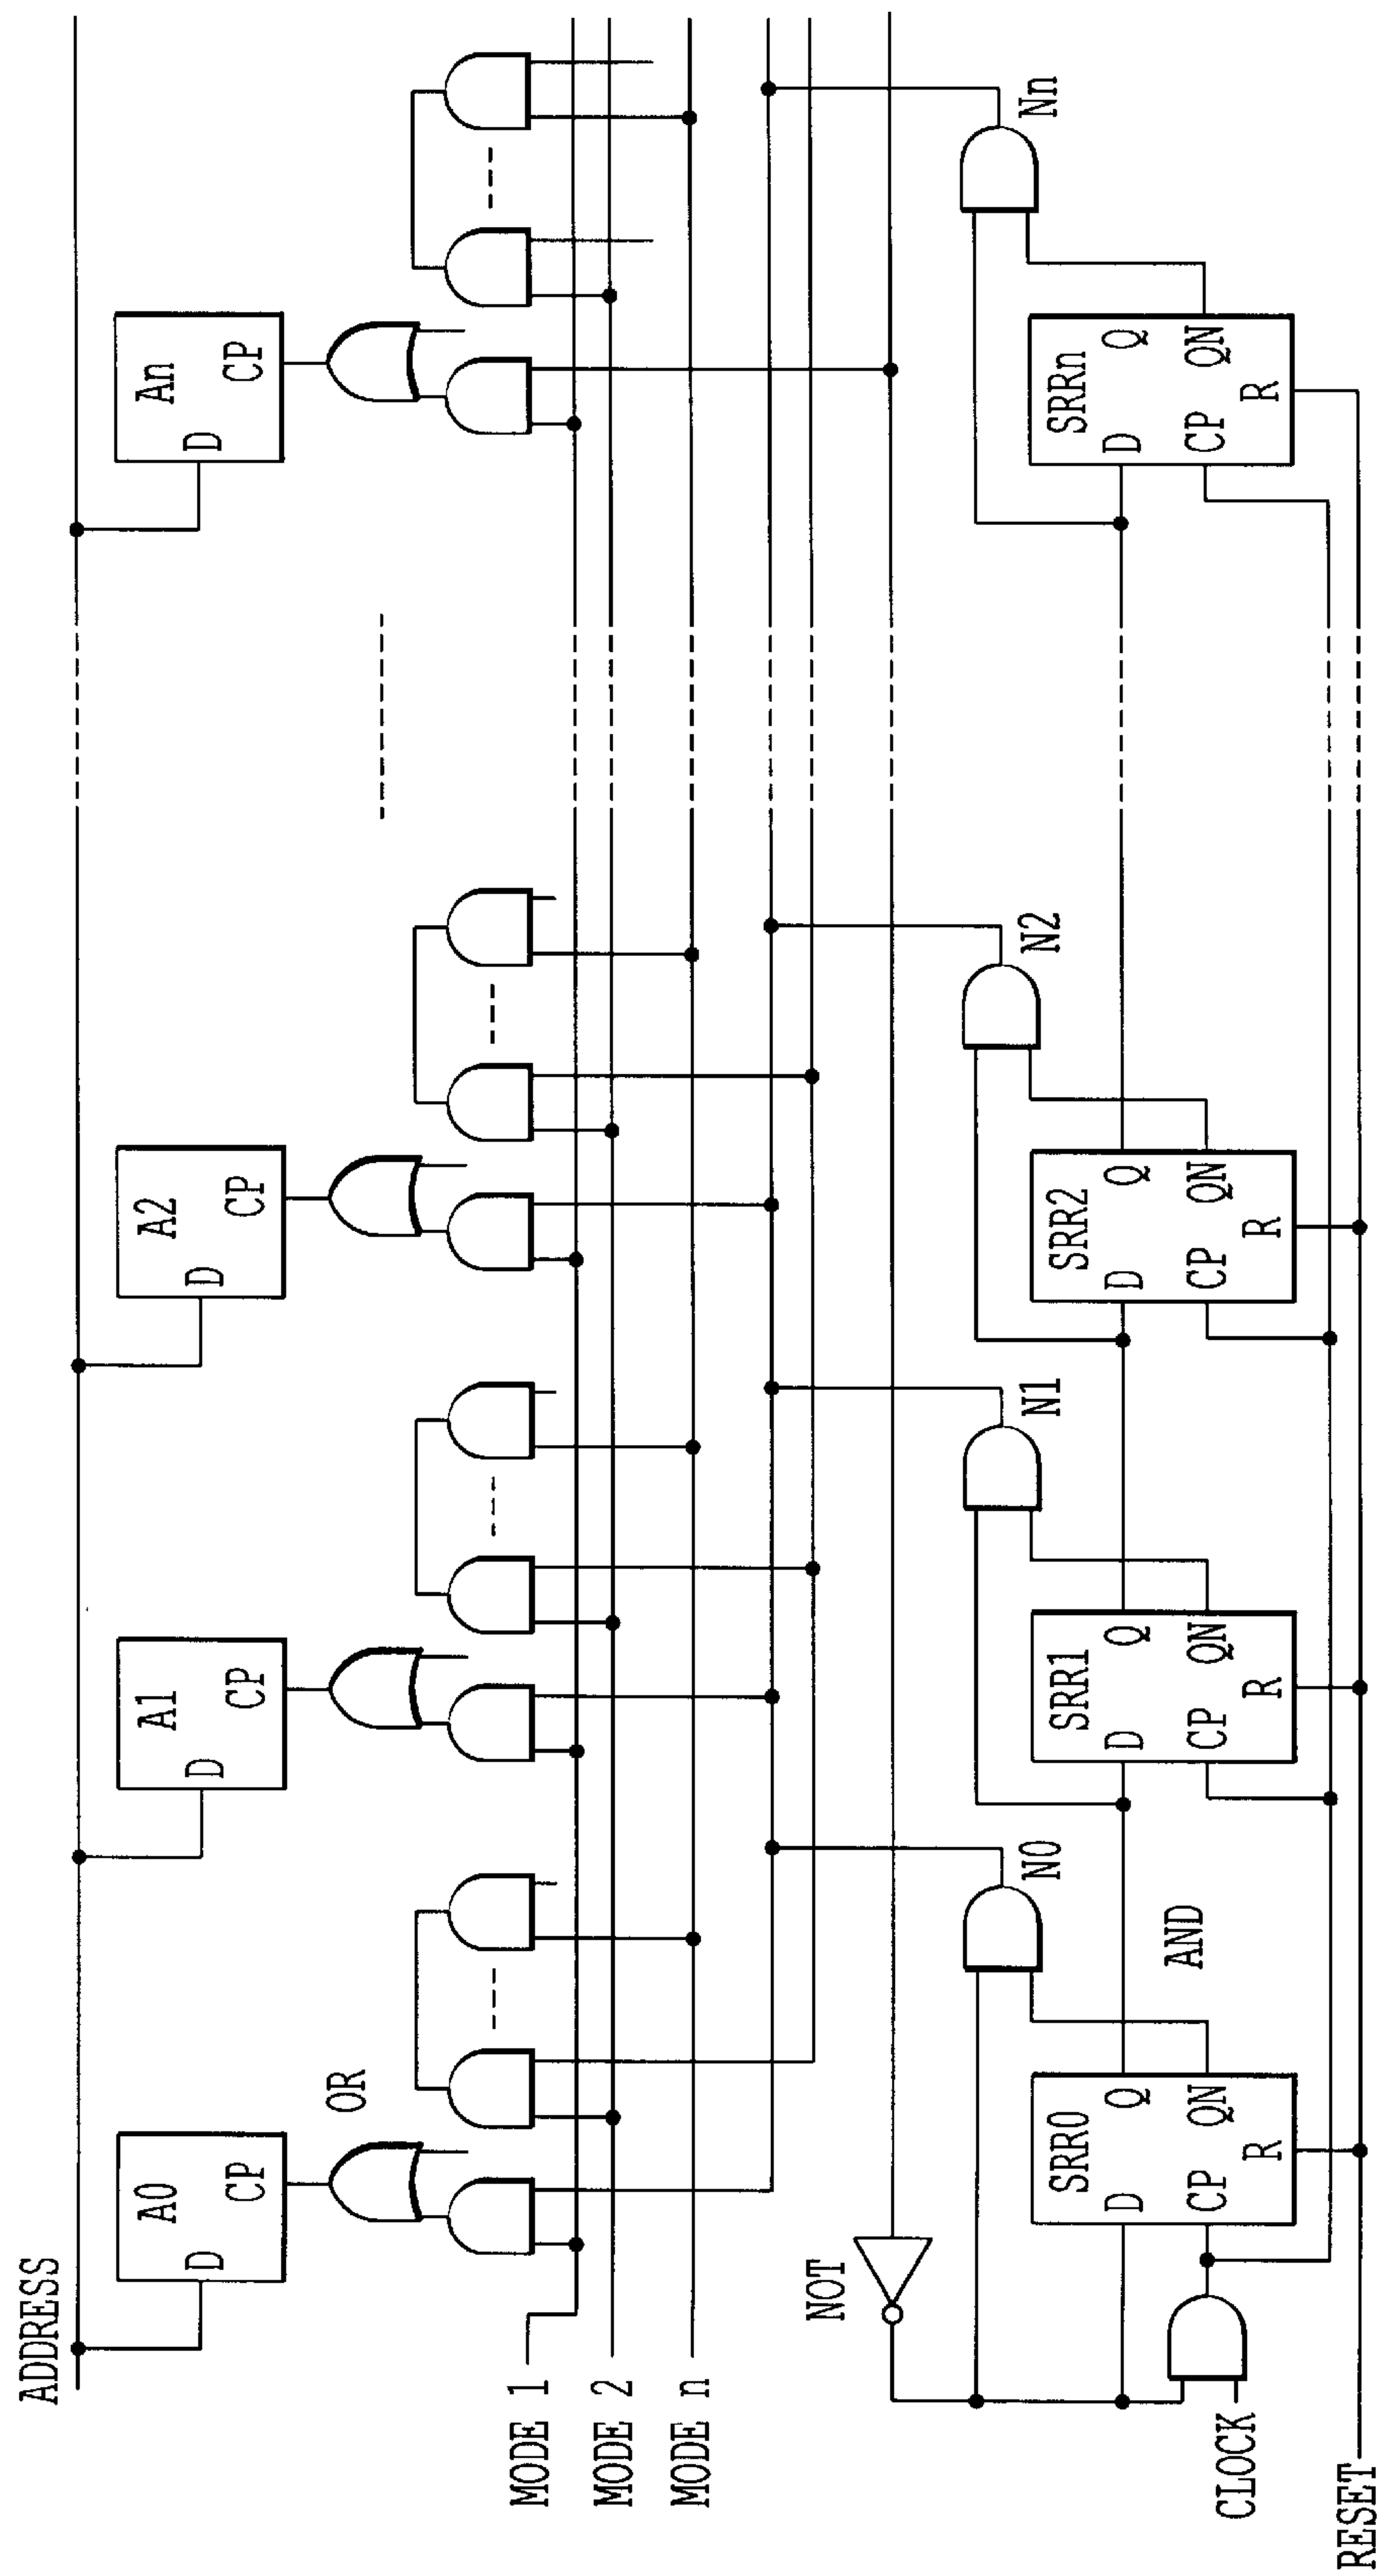 ADDRESS
A0
D
CP
A1
D
CP
A2
D
CP
An
D
CP
OR
MODE 1
MODE 2
MODE n
NOT
N0
N1
N2
Nn
AND
SRR0
D
Q
CP
QN
R
SRR1
D
Q
CP
QN
R
SRR2
D
Q
CP
QN
R
SRRn
D
Q
CP
QN
R
CLOCK
RESET